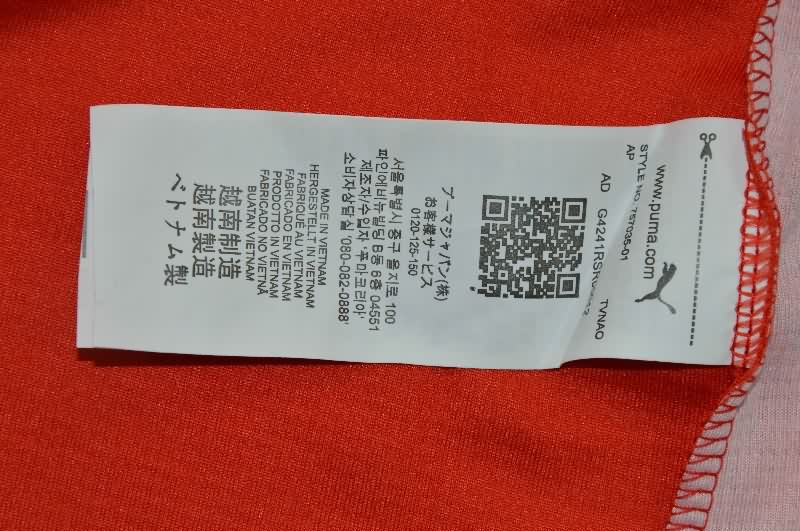 www.puma.com
STYLE NO. 757035-01
AP
AD G4241RSR TVNAO
プーマジャパン(株)
お客様サービス
0120-125-150
서울특별시 중구 을지로 100
파인에비뉴빌딩 B동 6층 04551
제조자/수입자 '푸마코리아'
소비자상담실 '080-082-0888'
MADE IN VIETNAM
HERGESTELLT IN VIETNAM
FABRIQUÉ AU VIETNAM
FABRICADO EN VIETNAM
PRODOTTO IN VIETNAM
FABRICADO NO VIETNÃ
BUATAN VIETNAM
越南制造
越南製造
ベトナム製